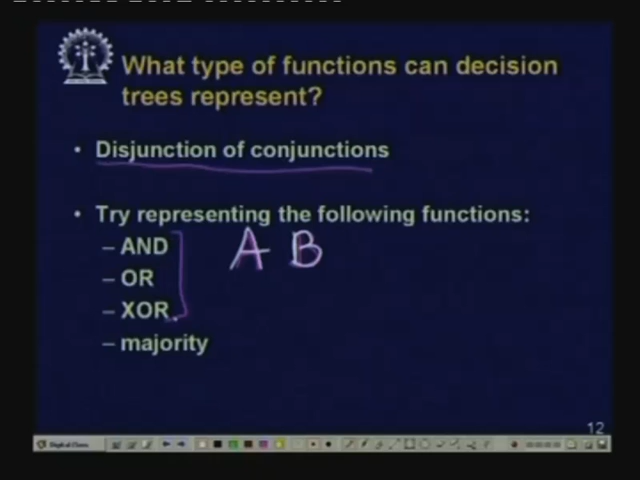 What type of functions can decision
trees represent?
• Disjunction of conjunctions
• Try representing the following functions:
– AND
A B
– OR
– XOR
– majority
12